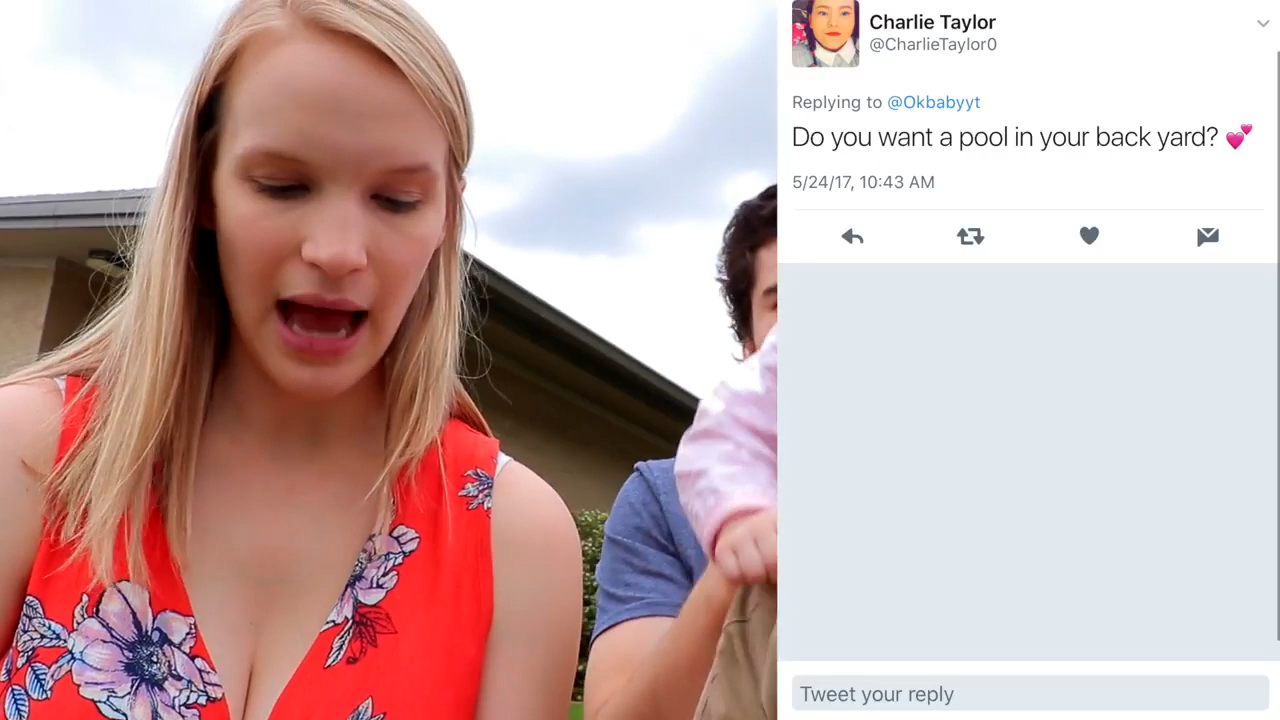 Charlie Taylor
@CharlieTaylor0
Replying to @Okbabyyt
Do you want a pool in your back yard? 💕
5/24/17, 10:43 AM
Tweet your reply